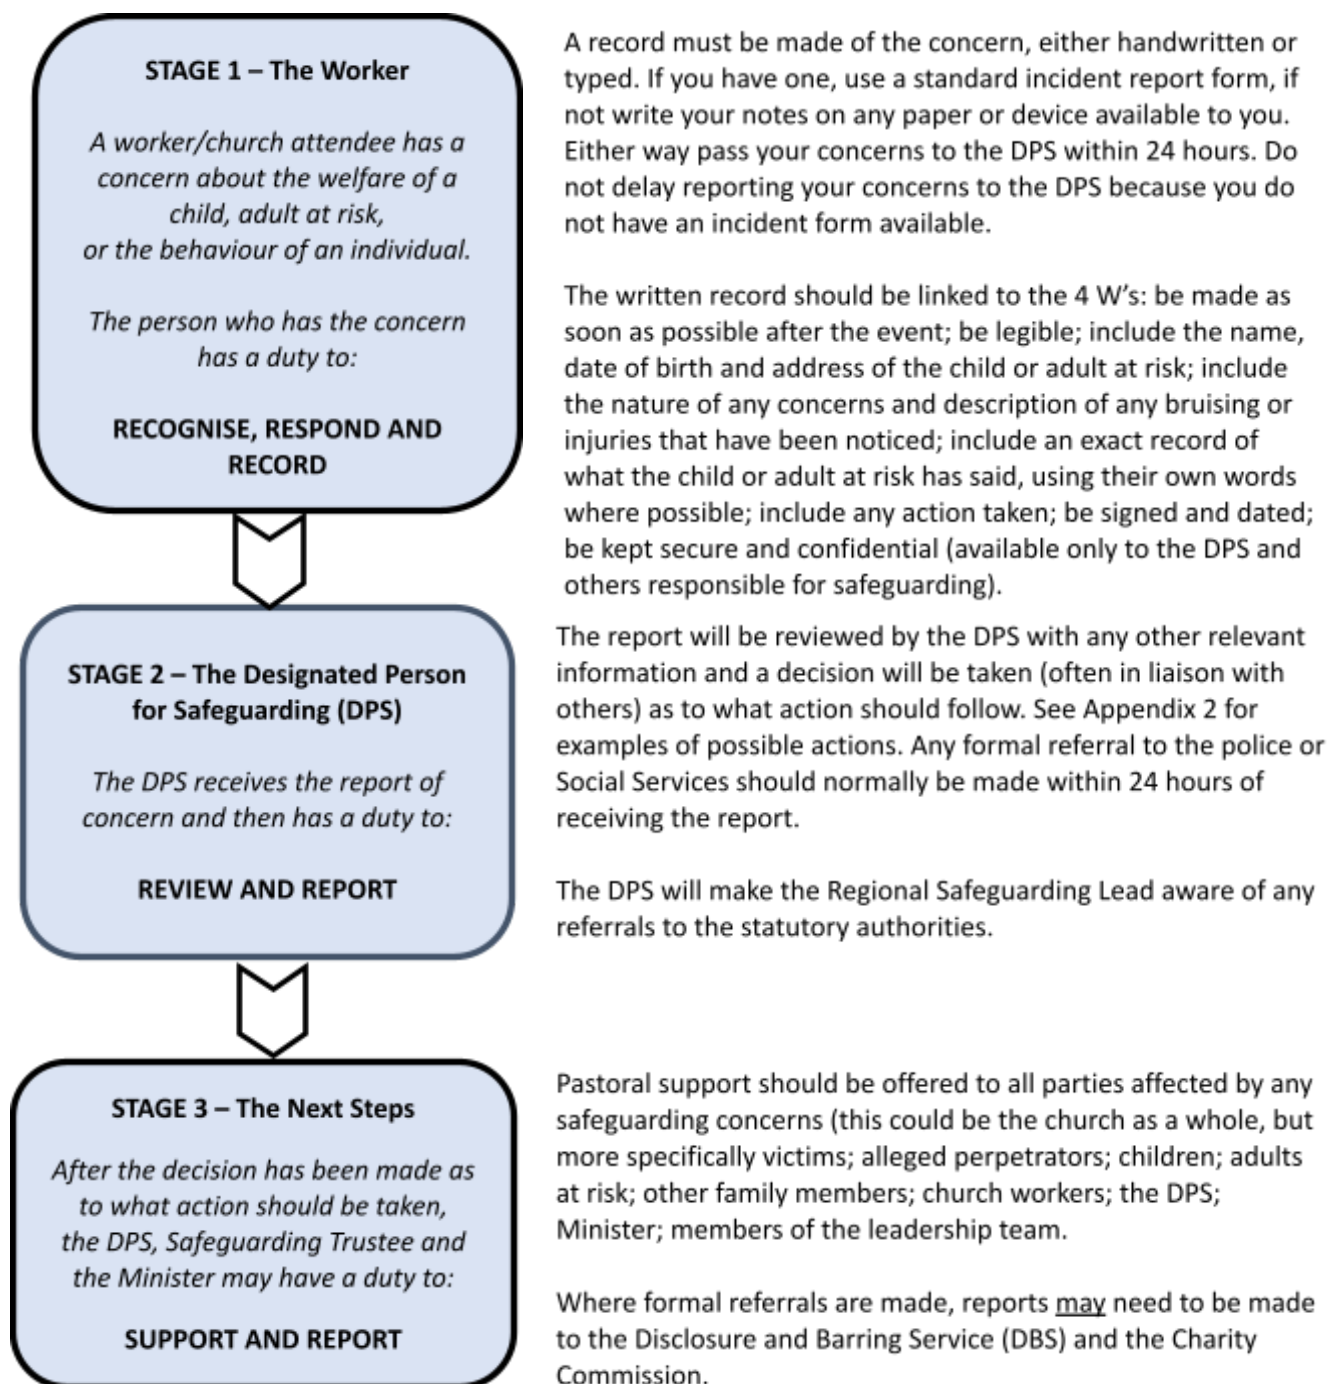 STAGE 1 – The Worker
A worker/church attendee has a
concern about the welfare of a
child, adult at risk,
or the behaviour of an individual.
The person who has the concern
has a duty to:
RECOGNISE, RESPOND AND
RECORD
A record must be made of the concern, either handwritten or
typed. If you have one, use a standard incident report form, if
not write your notes on any paper or device available to you.
Either way pass your concerns to the DPS within 24 hours. Do
not delay reporting your concerns to the DPS because you do
not have an incident form available.
The written record should be linked to the 4 W’s: be made as
soon as possible after the event; be legible; include the name,
date of birth and address of the child or adult at risk; include
the nature of any concerns and description of any bruising or
injuries that have been noticed; include an exact record of
what the child or adult at risk has said, using their own words
where possible; include any action taken; be signed and dated;
be kept secure and confidential (available only to the DPS and
others responsible for safeguarding).
STAGE 2 – The Designated Person
for Safeguarding (DPS)
The DPS receives the report of
concern and then has a duty to:
REVIEW AND REPORT
The report will be reviewed by the DPS with any other relevant
information and a decision will be taken (often in liaison with
others) as to what action should follow. See Appendix 2 for
examples of possible actions. Any formal referral to the police or
Social Services should normally be made within 24 hours of
receiving the report.
The DPS will make the Regional Safeguarding Lead aware of any
referrals to the statutory authorities.
STAGE 3 – The Next Steps
After the decision has been made as
to what action should be taken,
the DPS, Safeguarding Trustee and
the Minister may have a duty to:
SUPPORT AND REPORT
Pastoral support should be offered to all parties affected by any
safeguarding concerns (this could be the church as a whole, but
more specifically victims; alleged perpetrators; children; adults
at risk; other family members; church workers; the DPS;
Minister; members of the leadership team.
Where formal referrals are made, reports may need to be made
to the Disclosure and Barring Service (DBS) and the Charity
Commission.